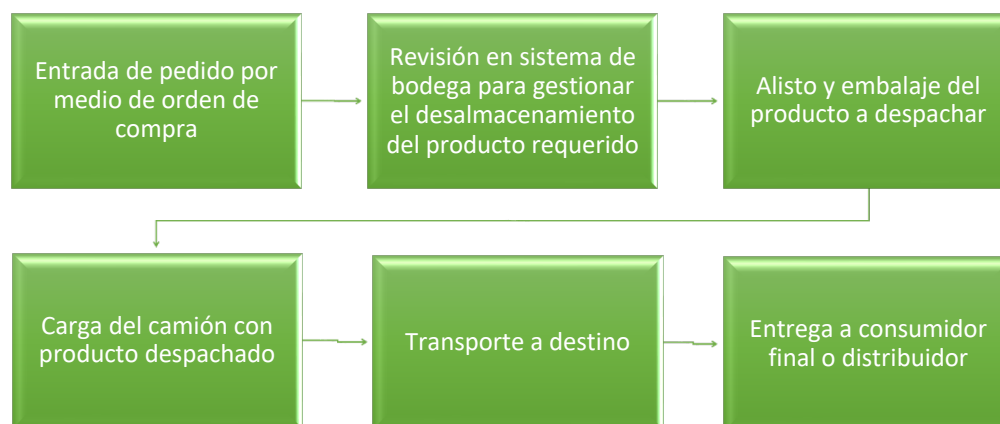 Entrada de pedido por
medio de orden de
compra
Revisión en sistema de
bodega para gestionar
el desalmacenamiento
del producto requerido
Alisto y embalaje del
producto a despachar
Carga del camión con
producto despachado
Transporte a destino
Entrega a consumidor
final o distribuidor